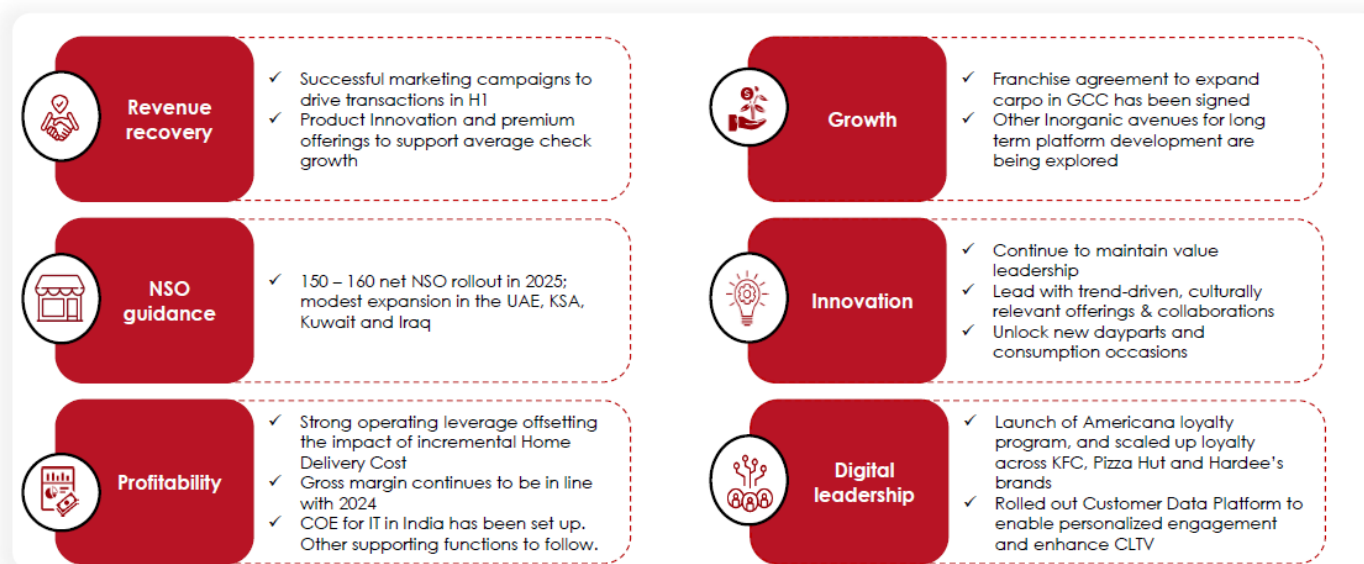 Revenue
recovery
✓ Successful marketing campaigns to
drive transactions in H1
✓ Product Innovation and premium
offerings to support average check
growth
NSO
guidance
✓ 150 – 160 net NSO rollout in 2025;
modest expansion in the UAE, KSA,
Kuwait and Iraq
Profitability
✓ Strong operating leverage offsetting
the impact of incremental Home
Delivery Cost
✓ Gross margin continues to be in line
with 2024
✓ COE for IT in India has been set up.
Other supporting functions to follow.
Growth
✓ Franchise agreement to expand
carpo in GCC has been signed
✓ Other Inorganic avenues for long
term platform development are
being explored
Innovation
✓ Continue to maintain value
leadership
✓ Lead with trend-driven, culturally
relevant offerings & collaborations
✓ Unlock new dayparts and
consumption occasions
Digital
leadership
✓ Launch of Americana loyalty
program, and scaled up loyalty
across KFC, Pizza Hut and Hardee's
brands
✓ Rolled out Customer Data Platform to
enable personalized engagement
and enhance CLTV